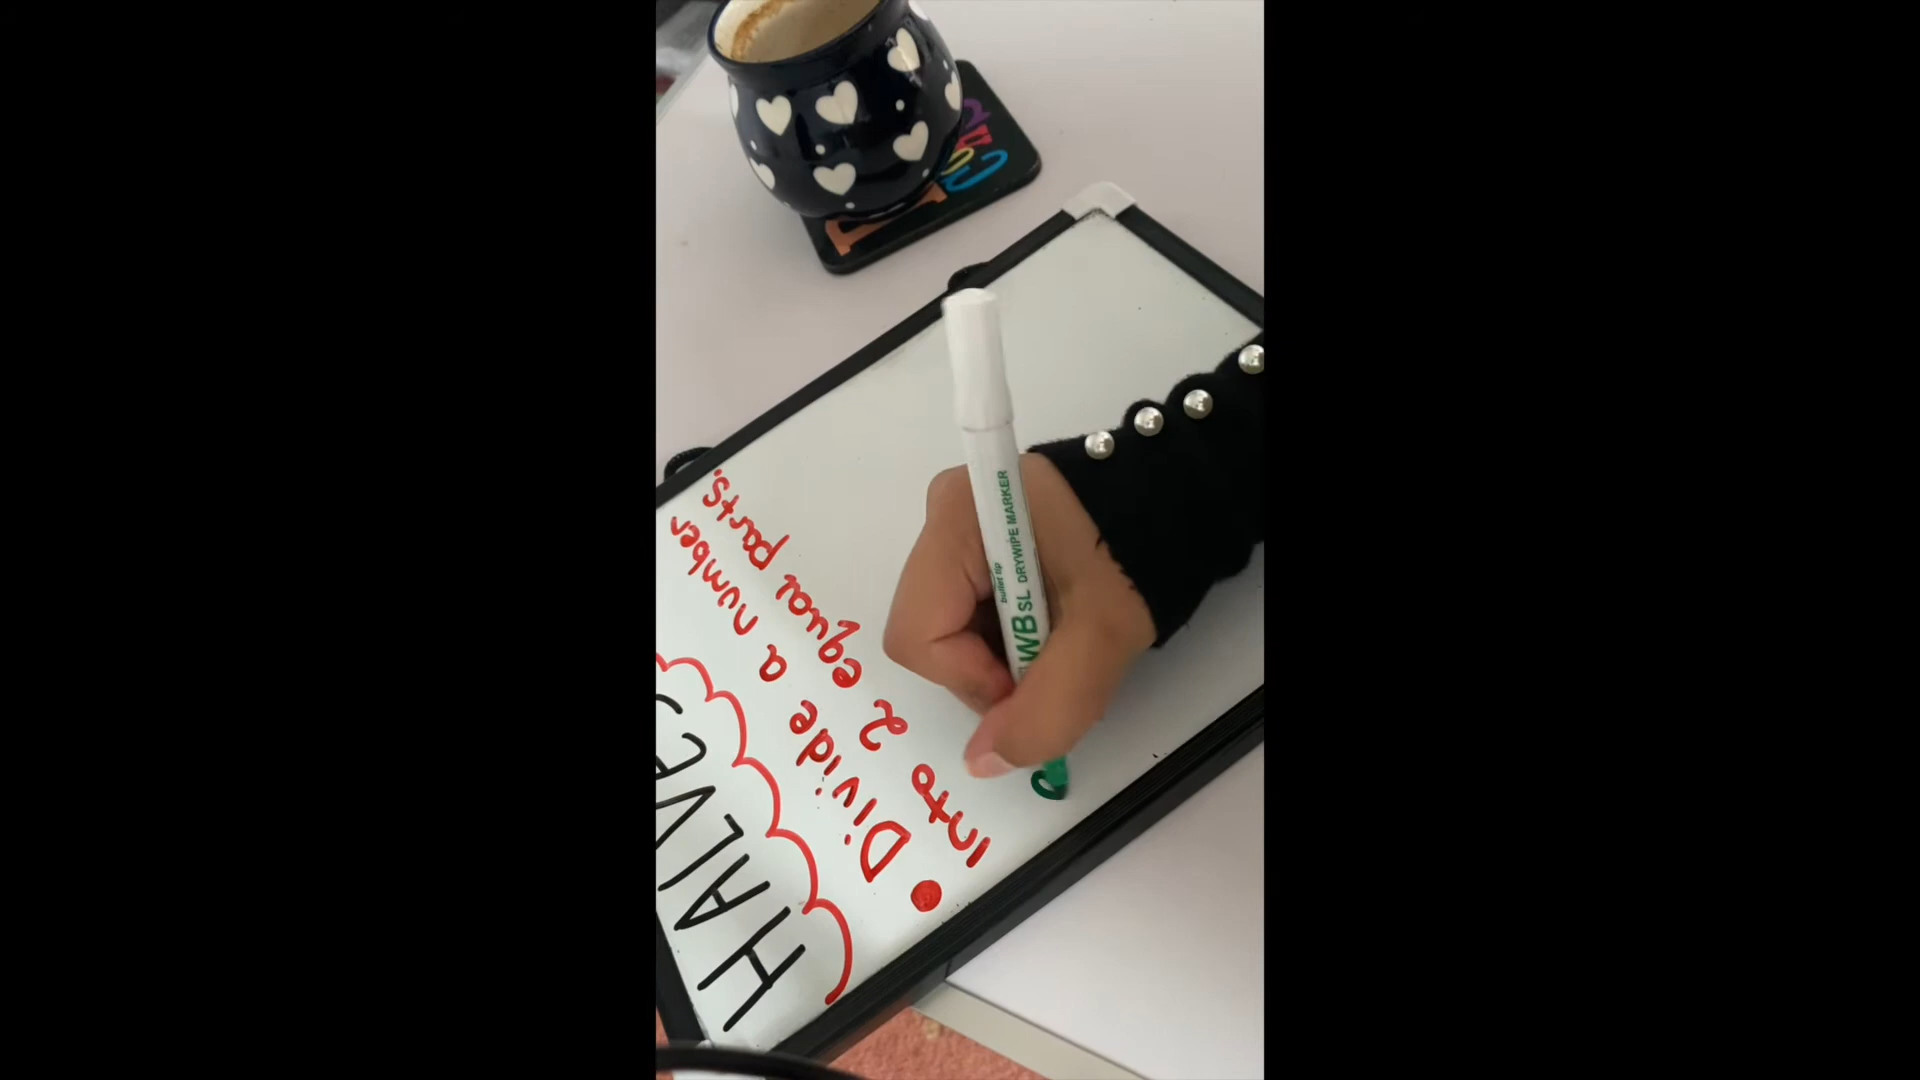 HALVES
• Divide a number
into 2 equal parts.
WB SL DRYWIPE MARKER
bullet tip